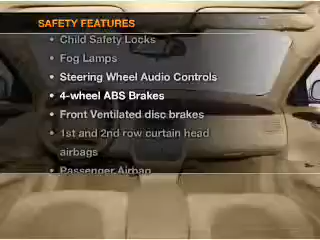 SAFETY FEATURES
• Child Safety Locks
• Fog Lamps
• Steering Wheel Audio Controls
• 4-wheel ABS Brakes
• Front Ventilated disc brakes
• 1st and 2nd row curtain head
airbags
• Passenger Airbag